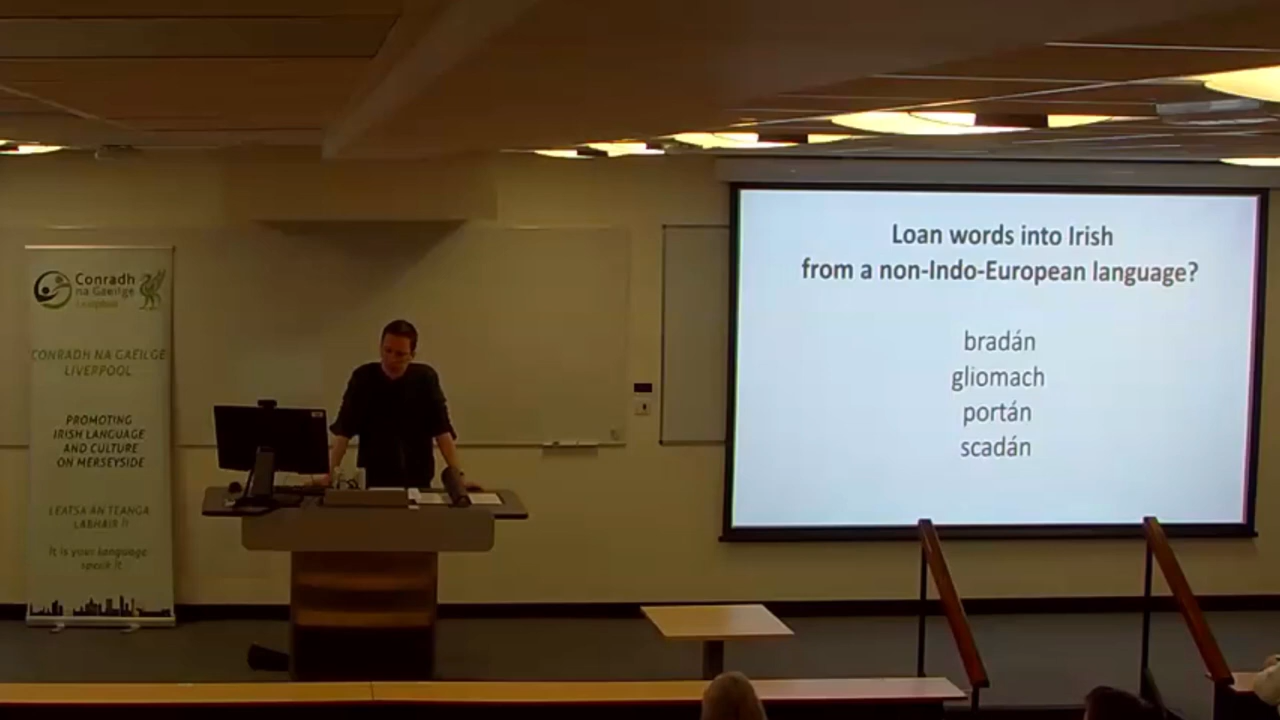 Conradh
na Gaeilge
CONRADH NA GAEILGE
LIVERPOOL
PROMOTING
IRISH LANGUAGE
AND CULTURE
ON MERSEYSIDE
LEATSA AN TEANGA
LABHAIR Í!
It is your language
speak it
Loan words into Irish
from a non-Indo-European language?
bradán
gliomach
portán
scadán